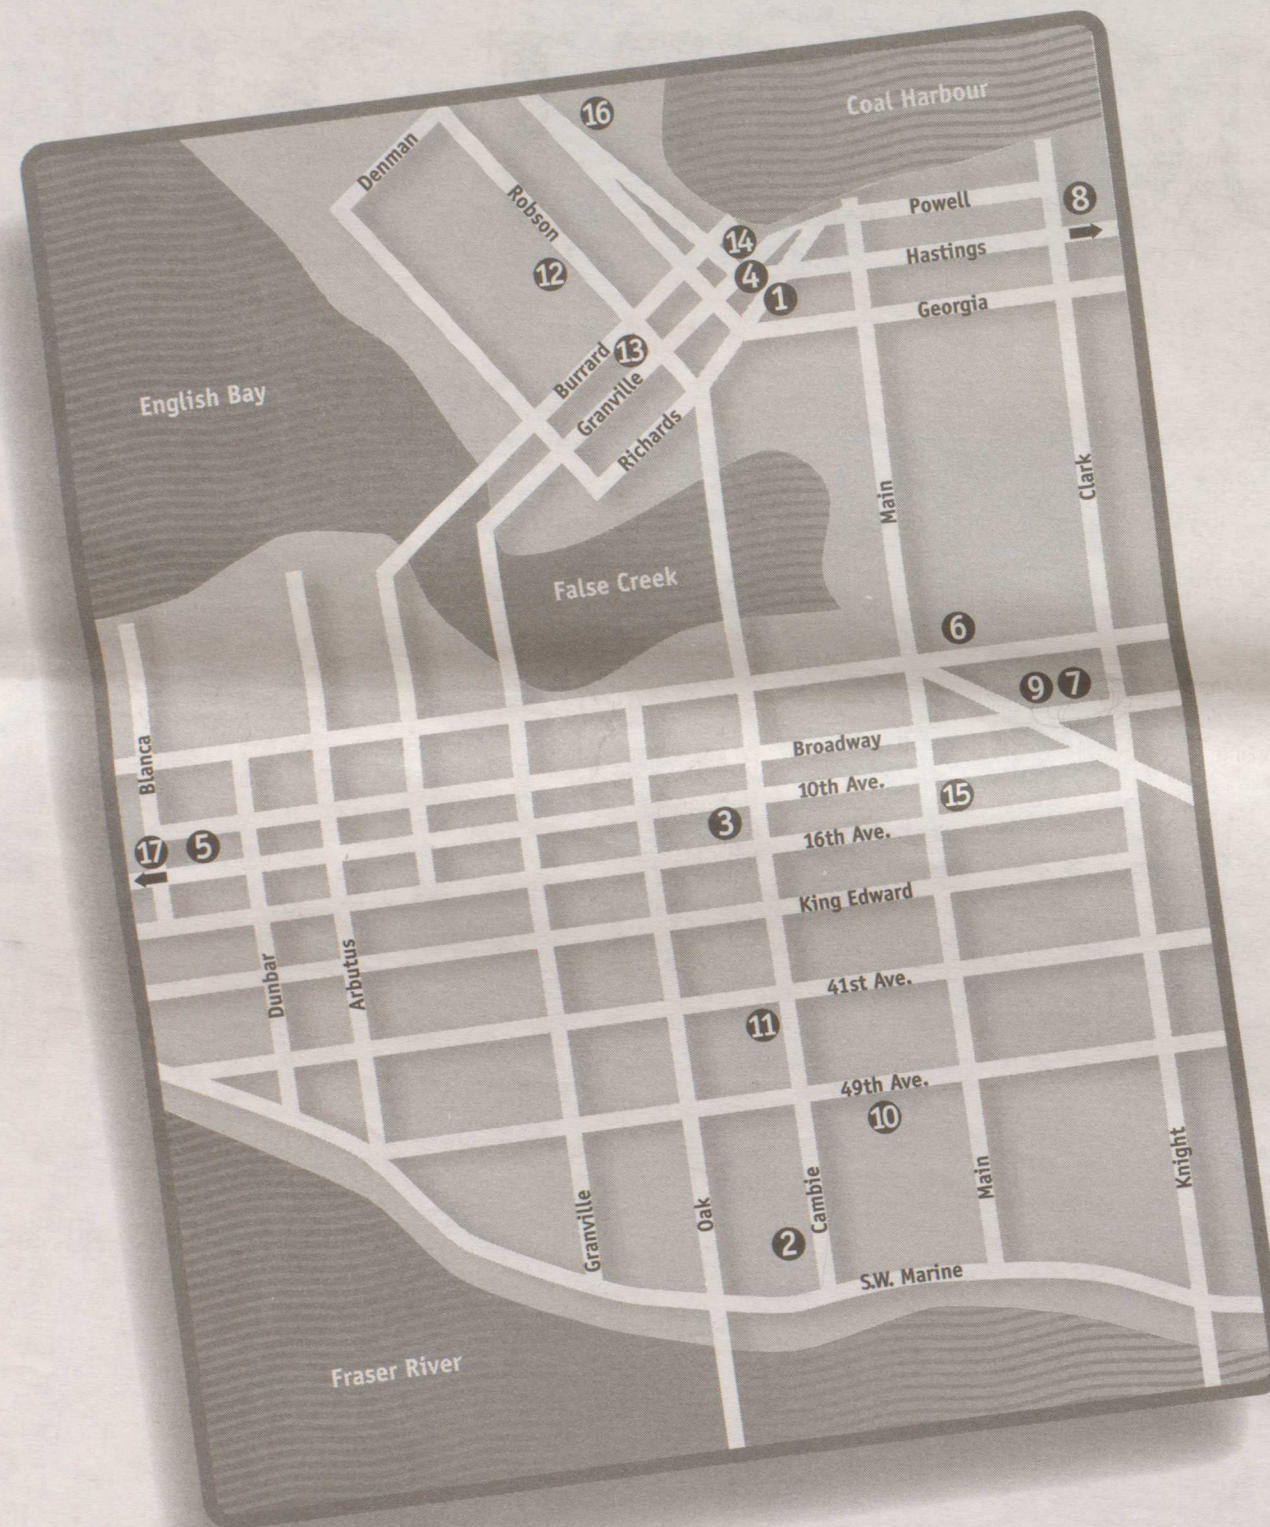 Coal Harbour
16
Denman
Robson
Powell
8
14
Hastings
12
4
1
Georgia
Burrard
13
Granville
English Bay
Richards
Main
Clark
False Creek
6
9
7
Blanca
Broadway
10th Ave.
15
3
16th Ave.
17
5
King Edward
Dunbar
Arbutus
41st Ave.
11
49th Ave.
10
Granville
Oak
Cambie
Main
Knight
2
S.W. Marine
Fraser River